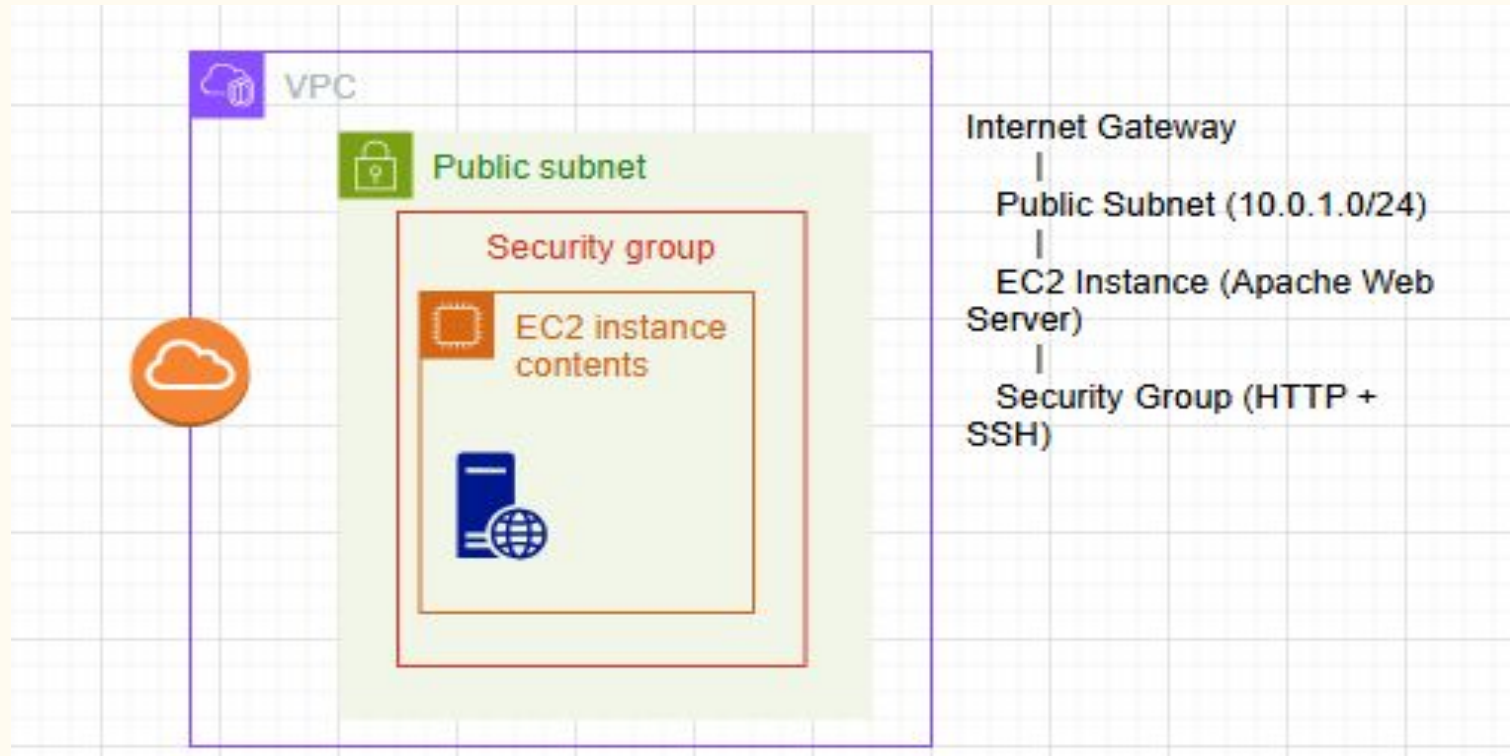 VPC
Public subnet
Security group
EC2 instance
contents
Internet Gateway
|
Public Subnet (10.0.1.0/24)
|
EC2 Instance (Apache Web
Server)
|
Security Group (HTTP +
SSH)